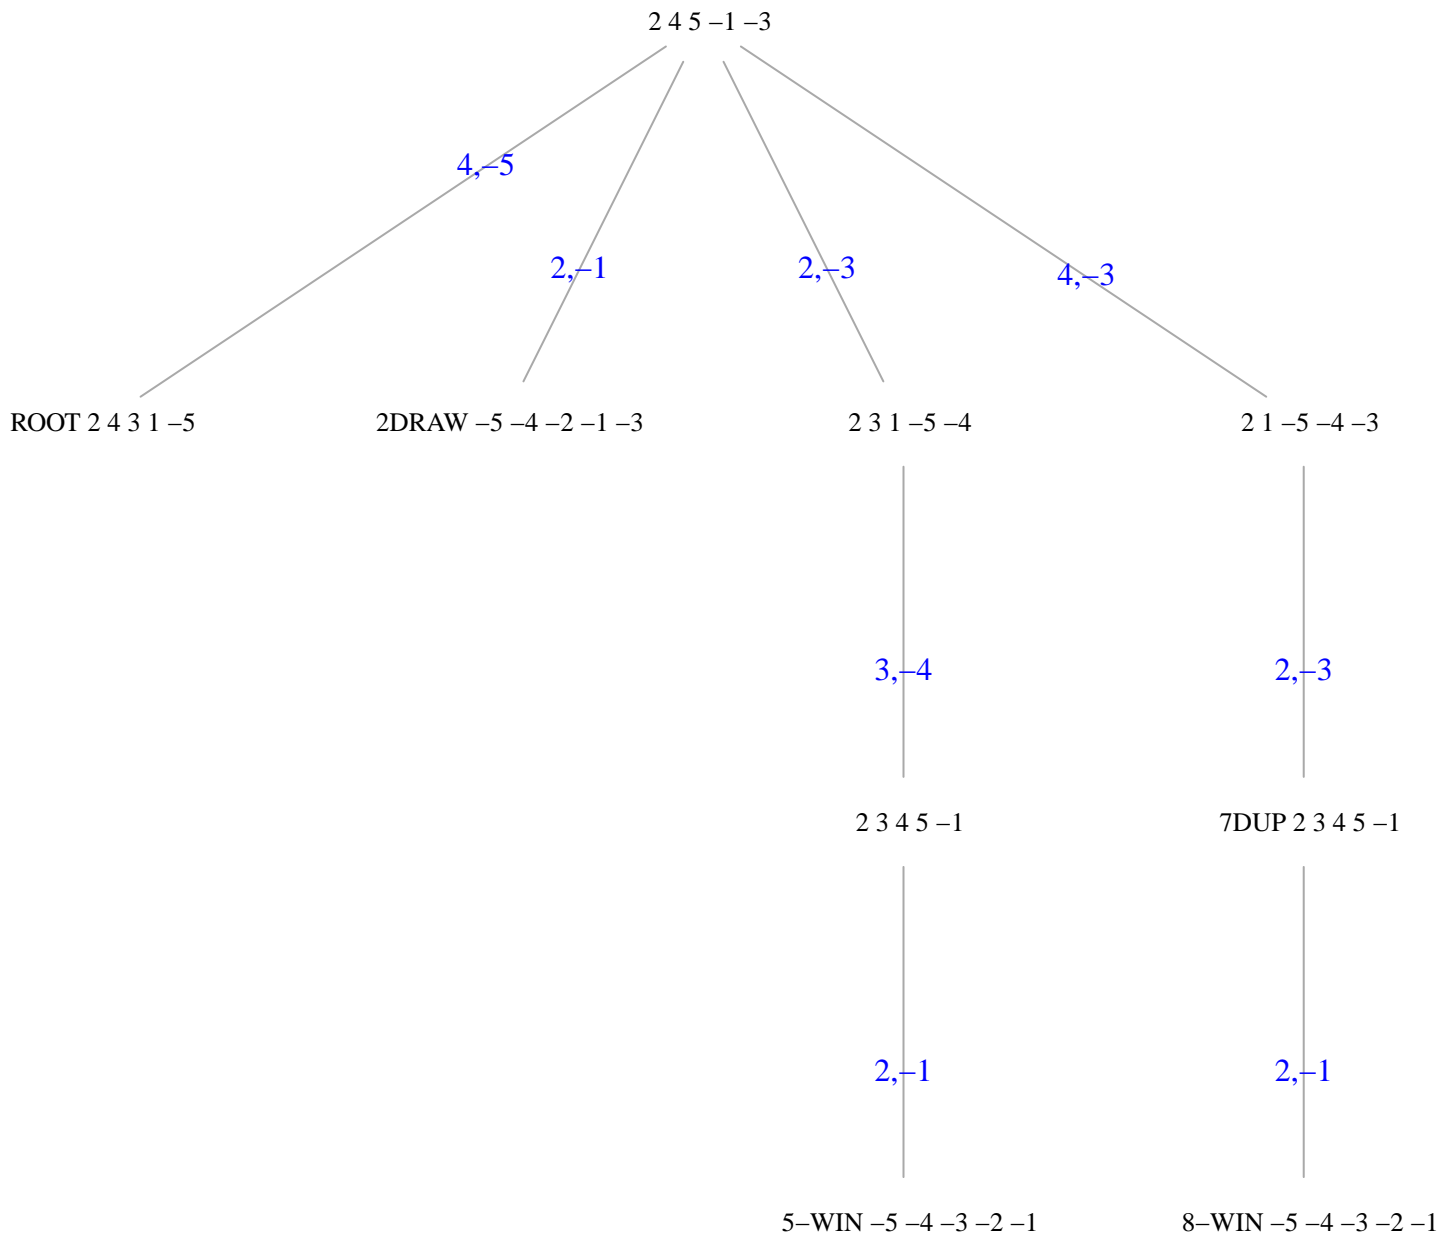 2 4 5 –1 –3
4,–5
2,–1
2,–3
4,–3
ROOT 2 4 3 1 –5
2DRAW –5 –4 –2 –1 –3
2 3 1 –5 –4
2 1 –5 –4 –3
3,–4
2,–3
2 3 4 5 –1
7DUP 2 3 4 5 –1
2,–1
2,–1
5–WIN –5 –4 –3 –2 –1
8–WIN –5 –4 –3 –2 –1